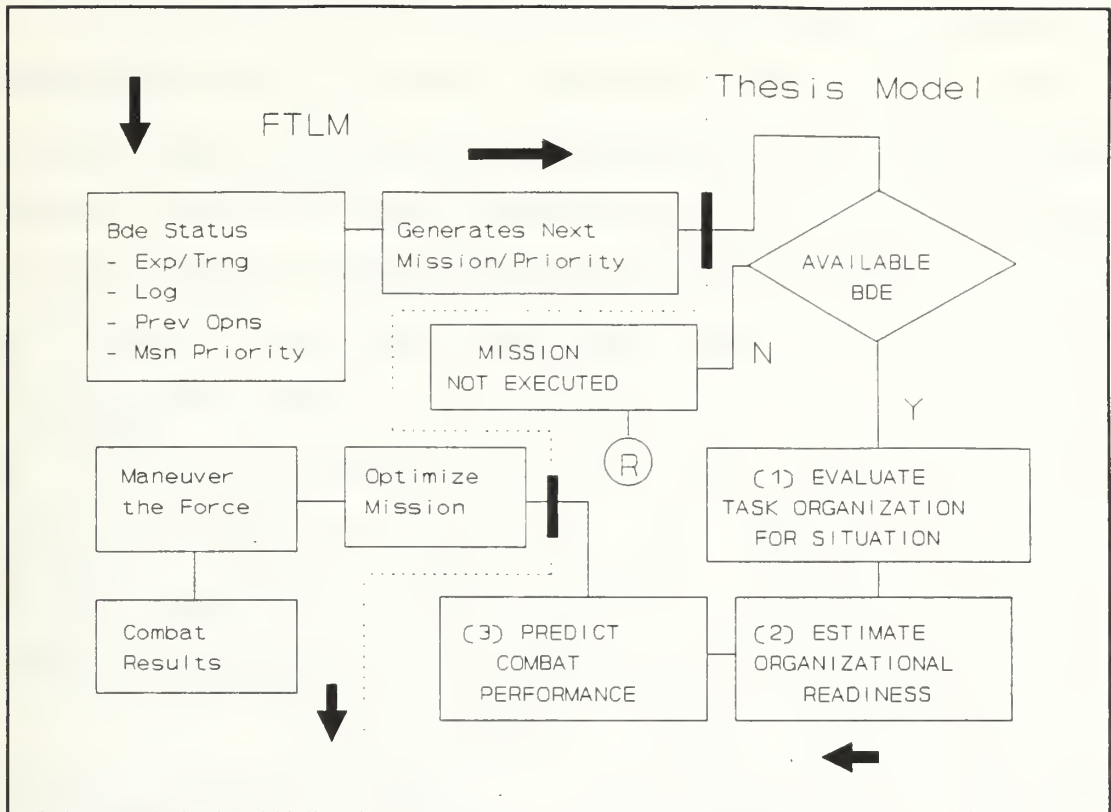 FTLM
Thesis Model
Bde Status
- Exp/Trng
- Log
- Prev Opns
- Msn Priority
Generates Next
Mission/Priority
AVAILABLE
BDE
MISSION
NOT EXECUTED
N
R
Y
(1) EVALUATE
TASK ORGANIZATION
FOR SITUATION
(2) ESTIMATE
ORGANIZATIONAL
READINESS
(3) PREDICT
COMBAT
PERFORMANCE
Optimize
Mission
Maneuver
the Force
Combat
Results